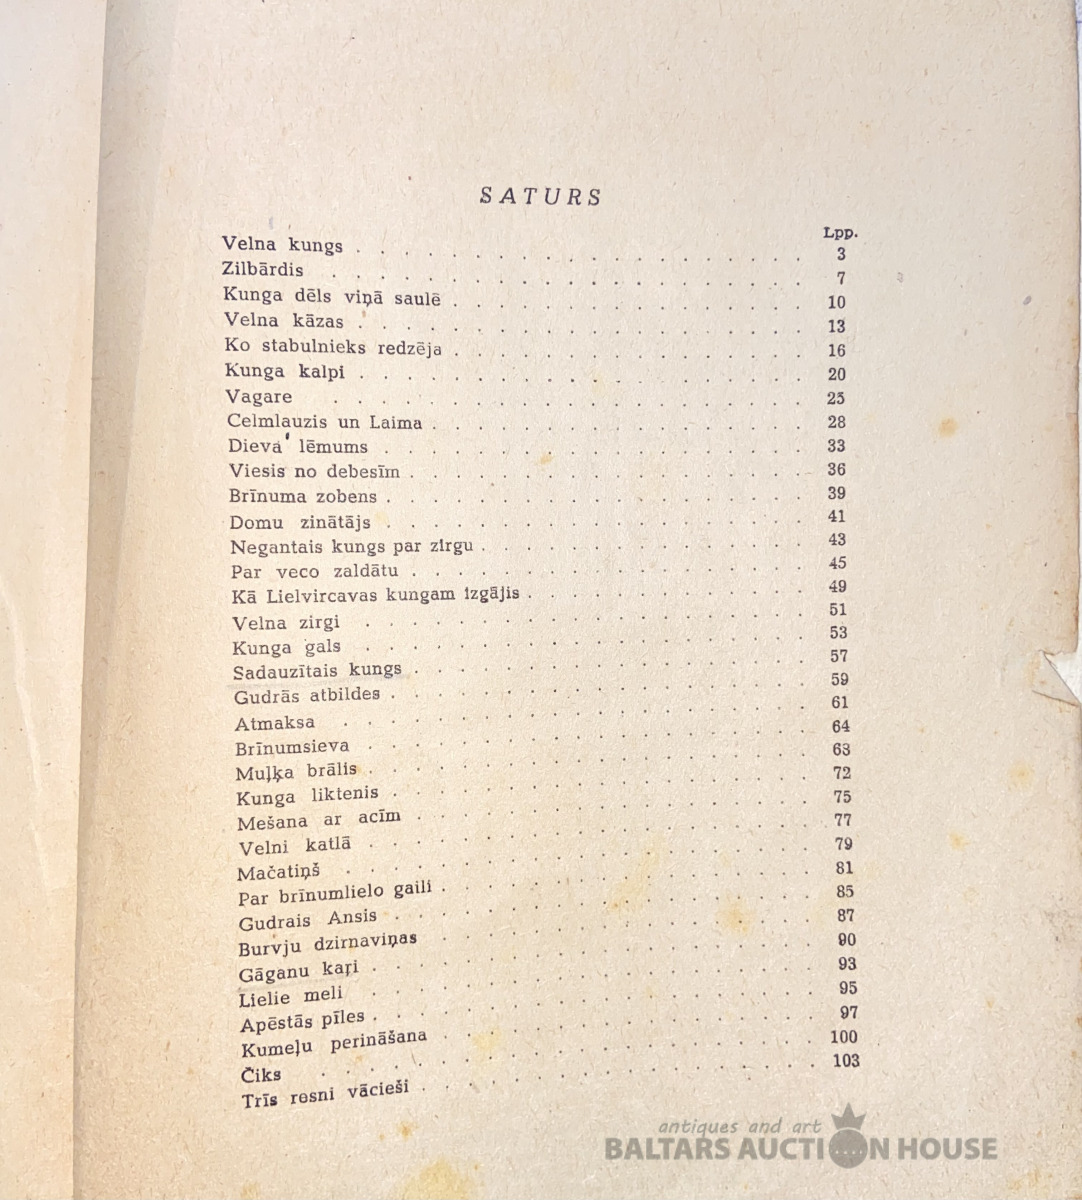 SATURS
Lpp.
Velna kungs . . . . . . . . . . . . . . . . . . . 3
Zilbārdis . . . . . . . . . . . . . . . . . . . . 7
Kunga dēls viņā saulē . . . . . . . . . . . . . . . 10
Velna kāzas . . . . . . . . . . . . . . . . . . . 13
Ko stabulnieks redzēja . . . . . . . . . . . . . . . 16
Kunga kalpi . . . . . . . . . . . . . . . . . . . 20
Vagare . . . . . . . . . . . . . . . . . . . . 25
Celmlauzis un Laima . . . . . . . . . . . . . . . . 28
Dieva lēmums . . . . . . . . . . . . . . . . . . 33
Viesis no debesīm . . . . . . . . . . . . . . . . . 36
Brīnuma zobens . . . . . . . . . . . . . . . . . . 39
Domu zinātājs . . . . . . . . . . . . . . . . . . 41
Negantais kungs par zirgu . . . . . . . . . . . . . . 43
Par veco zaldātu . . . . . . . . . . . . . . . . . 45
Kā Lielvircavas kungam izgājis . . . . . . . . . . . . 49
Velna zirgi . . . . . . . . . . . . . . . . . . . 51
Kunga gals . . . . . . . . . . . . . . . . . . . 53
Sadauzītais kungs . . . . . . . . . . . . . . . . . 57
Gudrās atbildes . . . . . . . . . . . . . . . . . . 59
Atmaksa . . . . . . . . . . . . . . . . . . . . 61
Brīnumsieva . . . . . . . . . . . . . . . . . . . 64
Muļķa brālis . . . . . . . . . . . . . . . . . . . 68
Kunga liktenis . . . . . . . . . . . . . . . . . . 72
Mešana ar acīm . . . . . . . . . . . . . . . . . . 75
Velni katlā . . . . . . . . . . . . . . . . . . . 77
Mačatiņš . . . . . . . . . . . . . . . . . . . . 79
Par brīnumlielo gaili . . . . . . . . . . . . . . . . 81
Gudrais Ansis . . . . . . . . . . . . . . . . . . 85
Burvju dzirnaviņas . . . . . . . . . . . . . . . . 87
Gāganu kaŗi . . . . . . . . . . . . . . . . . . . 90
Lielie meli . . . . . . . . . . . . . . . . . . . 93
Apēstās pīles . . . . . . . . . . . . . . . . . . . 95
Kumeļu perināšana . . . . . . . . . . . . . . . . 97
Čiks . . . . . . . . . . . . . . . . . . . . . 100
Trīs resni vācieši . . . . . . . . . . . . . . . . . 103
antiques and art
BALTARS AUCTION HOUSE